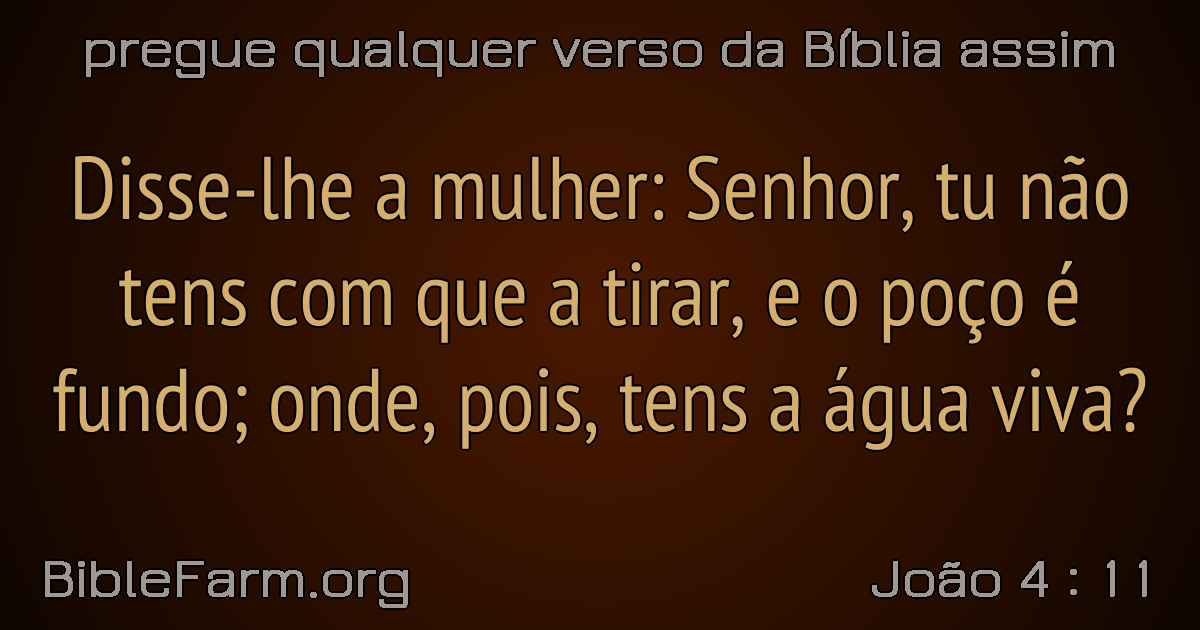 pregue qualquer verso da Bíblia assim
Disse-lhe a mulher: Senhor, tu não
tens com que a tirar, e o poço é
fundo; onde, pois, tens a água viva?
BibleFarm.org
João 4 : 11